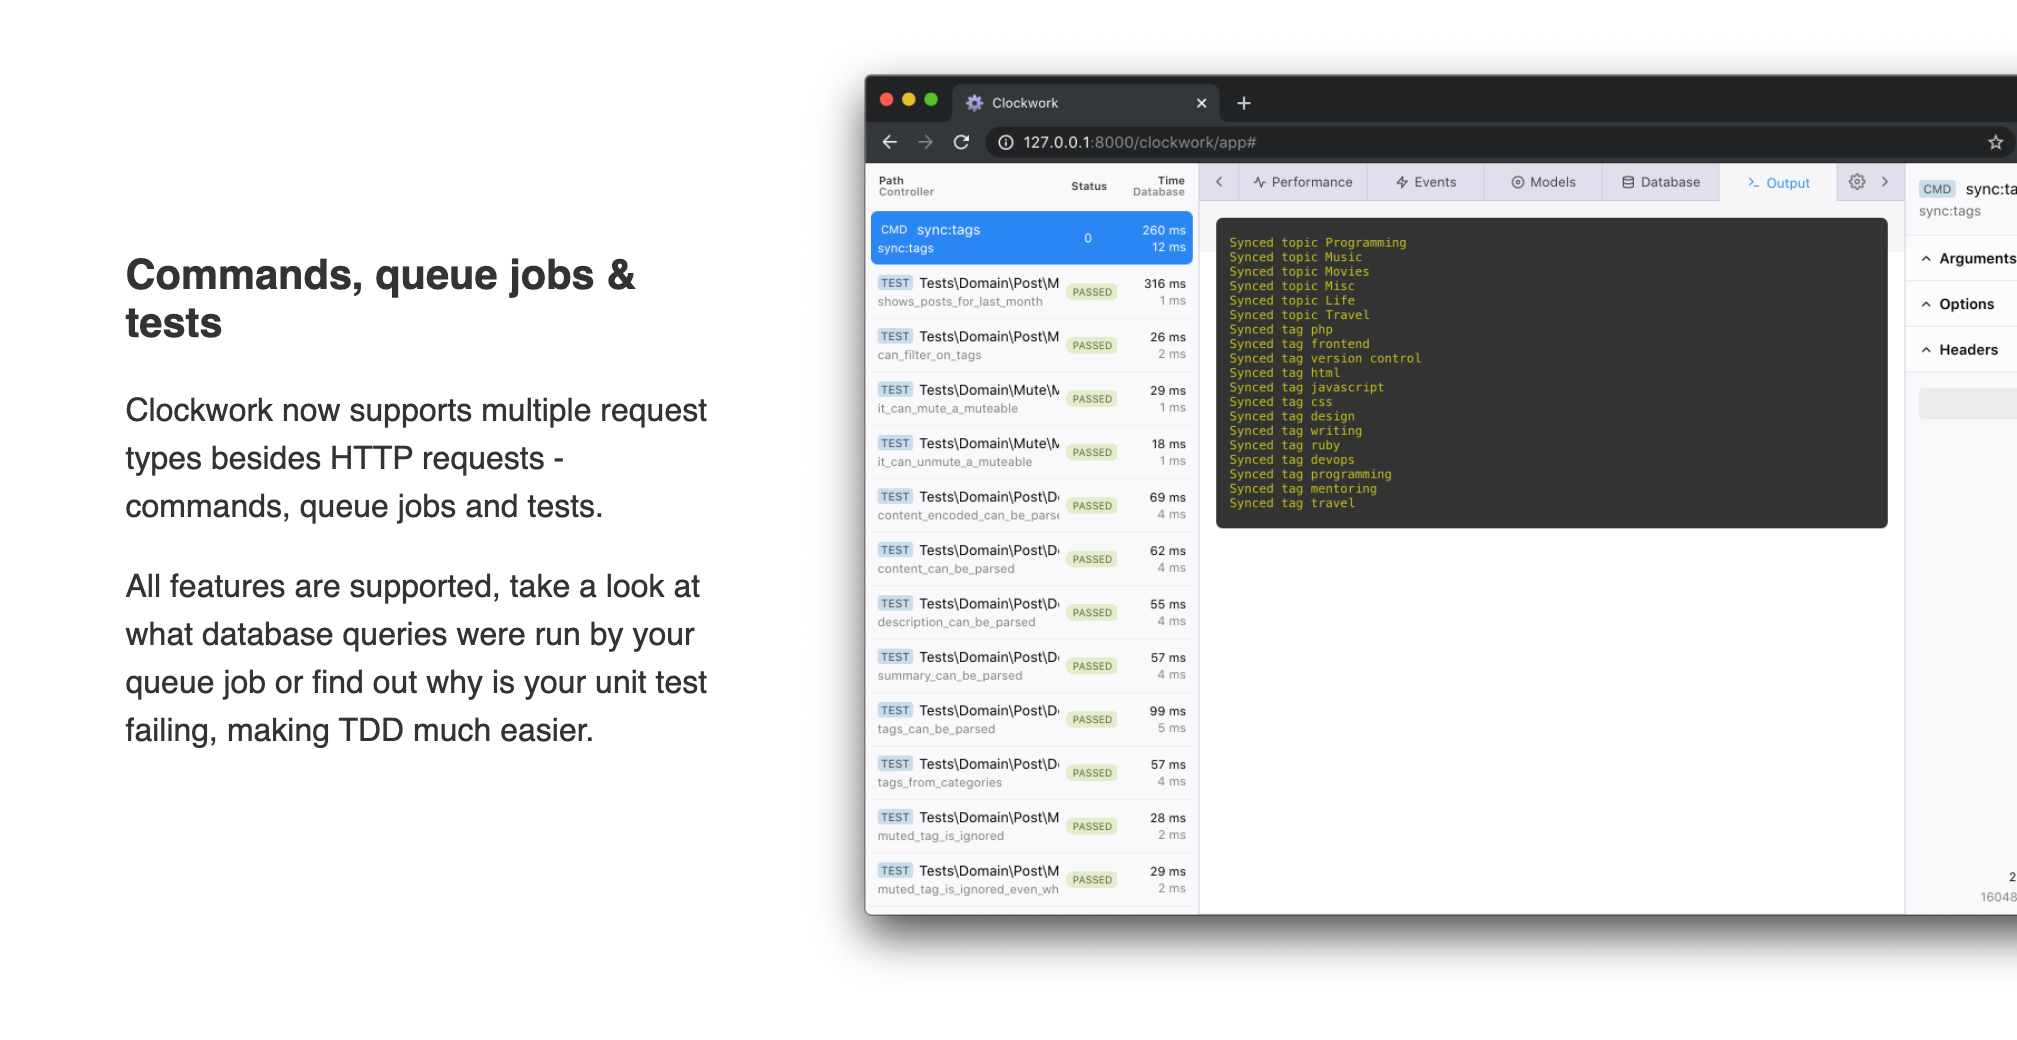 Commands, queue jobs &
tests
Clockwork now supports multiple request
types besides HTTP requests -
commands, queue jobs and tests.
All features are supported, take a look at
what database queries were run by your
queue job or find out why is your unit test
failing, making TDD much easier.
Clockwork
127.0.0.1:8000/clockwork/app#
Path Status Time
Controller Database
CMD sync:tags 0 260 ms
sync:tags 12 ms
TEST Tests\Domain\Post\M PASSED 316 ms
shows_posts_for_last_month 1 ms
TEST Tests\Domain\Post\M PASSED 26 ms
can_filter_on_tags 2 ms
TEST Tests\Domain\Mute\M PASSED 29 ms
it_can_mute_a_muteable 1 ms
TEST Tests\Domain\Mute\M PASSED 18 ms
it_can_unmute_a_muteable 1 ms
TEST Tests\Domain\Post\De PASSED 69 ms
content_encoded_can_be_parse 4 ms
TEST Tests\Domain\Post\De PASSED 62 ms
content_can_be_parsed 4 ms
TEST Tests\Domain\Post\De PASSED 55 ms
description_can_be_parsed 4 ms
TEST Tests\Domain\Post\De PASSED 57 ms
summary_can_be_parsed 4 ms
TEST Tests\Domain\Post\De PASSED 99 ms
tags_can_be_parsed 5 ms
TEST Tests\Domain\Post\De PASSED 57 ms
tags_from_categories 4 ms
TEST Tests\Domain\Post\M PASSED 28 ms
muted_tag_is_ignored 2 ms
TEST Tests\Domain\Post\M PASSED 29 ms
muted_tag_is_ignored_even_wh 2 ms
Performance Events Models Database Output
Synced topic Programming
Synced topic Music
Synced topic Movies
Synced topic Misc
Synced topic Life
Synced topic Travel
Synced tag php
Synced tag frontend
Synced tag version control
Synced tag html
Synced tag javascript
Synced tag css
Synced tag design
Synced tag writing
Synced tag ruby
Synced tag devops
Synced tag programming
Synced tag mentoring
Synced tag travel
CMD sync:ta
sync:tags
Arguments
Options
Headers
2
16048